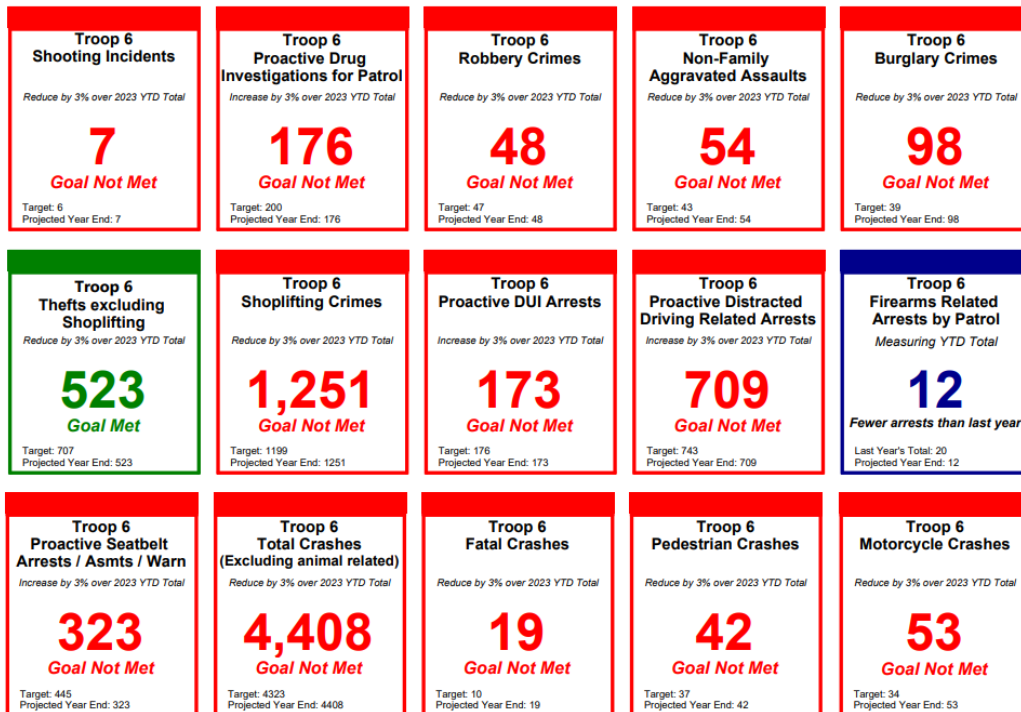 Troop 6
Shooting Incidents
Reduce by 3% over 2023 YTD Total
7
Goal Not Met
Target: 6
Projected Year End: 7
Troop 6
Proactive Drug
Investigations for Patrol
Increase by 3% over 2023 YTD Total
176
Goal Not Met
Target: 200
Projected Year End: 176
Troop 6
Robbery Crimes
Reduce by 3% over 2023 YTD Total
48
Goal Not Met
Target: 47
Projected Year End: 48
Troop 6
Non-Family
Aggravated Assaults
Reduce by 3% over 2023 YTD Total
54
Goal Not Met
Target: 43
Projected Year End: 54
Troop 6
Burglary Crimes
Reduce by 3% over 2023 YTD Total
98
Goal Not Met
Target: 39
Projected Year End: 98
Troop 6
Thefts excluding
Shoplifting
Reduce by 3% over 2023 YTD Total
523
Goal Met
Target: 707
Projected Year End: 523
Troop 6
Shoplifting Crimes
Reduce by 3% over 2023 YTD Total
1,251
Goal Not Met
Target: 1199
Projected Year End: 1251
Troop 6
Proactive DUI Arrests
Increase by 3% over 2023 YTD Total
173
Goal Not Met
Target: 176
Projected Year End: 173
Troop 6
Proactive Distracted
Driving Related Arrests
Increase by 3% over 2023 YTD Total
709
Goal Not Met
Target: 743
Projected Year End: 709
Troop 6
Firearms Related
Arrests by Patrol
Measuring YTD Total
12
Fewer arrests than last year
Last Year's Total: 20
Projected Year End: 12
Troop 6
Proactive Seatbelt
Arrests / Asmts / Warn
Increase by 3% over 2023 YTD Total
323
Goal Not Met
Target: 445
Projected Year End: 323
Troop 6
Total Crashes
(Excluding animal related)
Reduce by 3% over 2023 YTD Total
4,408
Goal Not Met
Target: 4323
Projected Year End: 4408
Troop 6
Fatal Crashes
Reduce by 3% over 2023 YTD Total
19
Goal Not Met
Target: 10
Projected Year End: 19
Troop 6
Pedestrian Crashes
Reduce by 3% over 2023 YTD Total
42
Goal Not Met
Target: 37
Projected Year End: 42
Troop 6
Motorcycle Crashes
Reduce by 3% over 2023 YTD Total
53
Goal Not Met
Target: 34
Projected Year End: 53